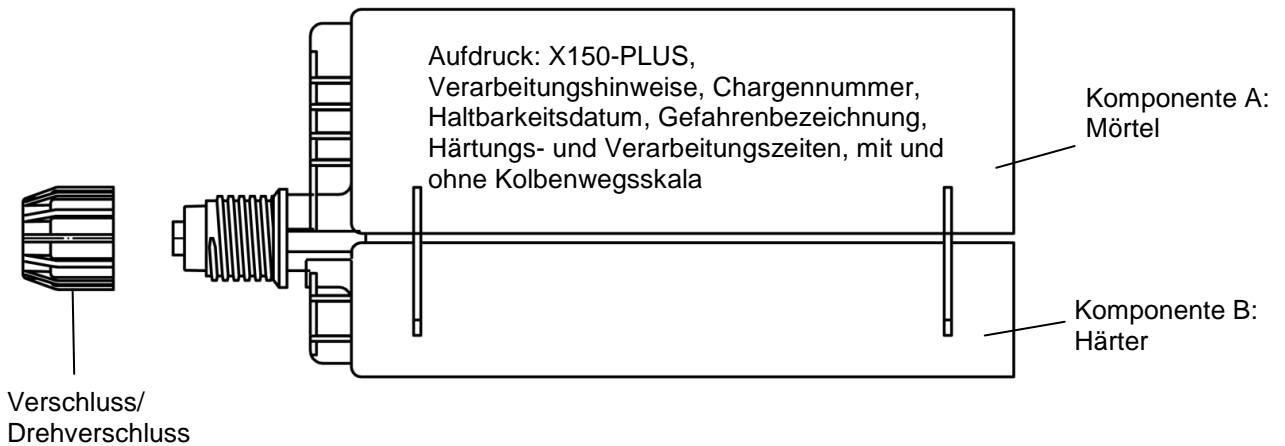 Aufdruck: X150-PLUS,
Verarbeitungshinweise, Chargennummer,
Haltbarkeitsdatum, Gefahrenbezeichnung,
Härtungs- und Verarbeitungszeiten, mit und
ohne Kolbenwegsskala
Komponente A:
Mörtel
Komponente B:
Härter
Verschluss/
Drehverschluss